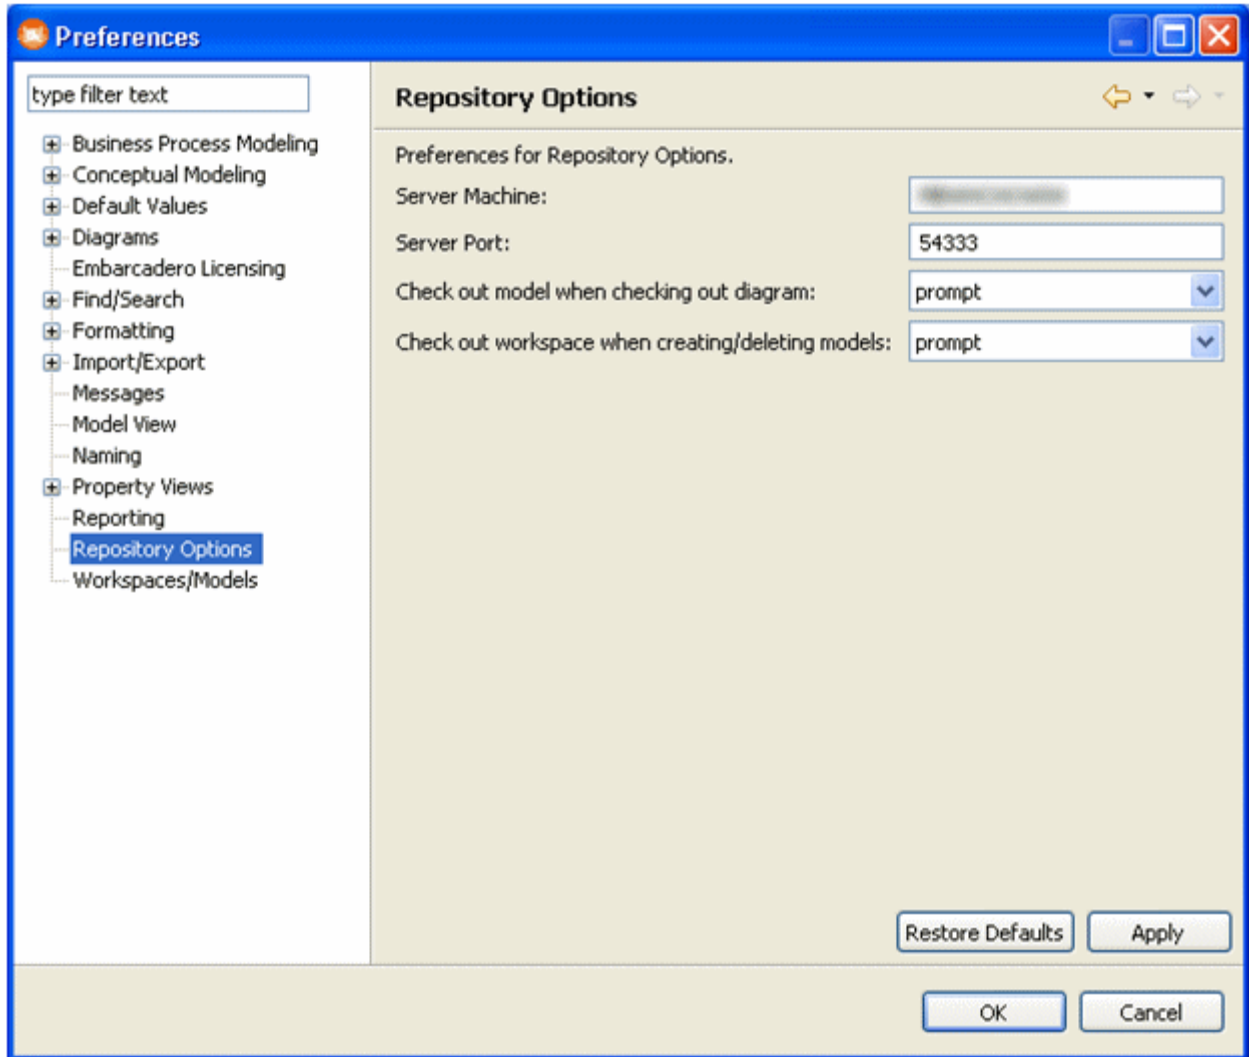 Preferences
type filter text
Business Process Modeling
Conceptual Modeling
Default Values
Diagrams
Embarcadero Licensing
Find/Search
Formatting
Import/Export
Messages
Model View
Naming
Property Views
Reporting
Repository Options
Workspaces/Models
Repository Options
Preferences for Repository Options.
Server Machine:
Server Port: 54333
Check out model when checking out diagram: prompt
Check out workspace when creating/deleting models: prompt
Restore Defaults Apply
OK Cancel